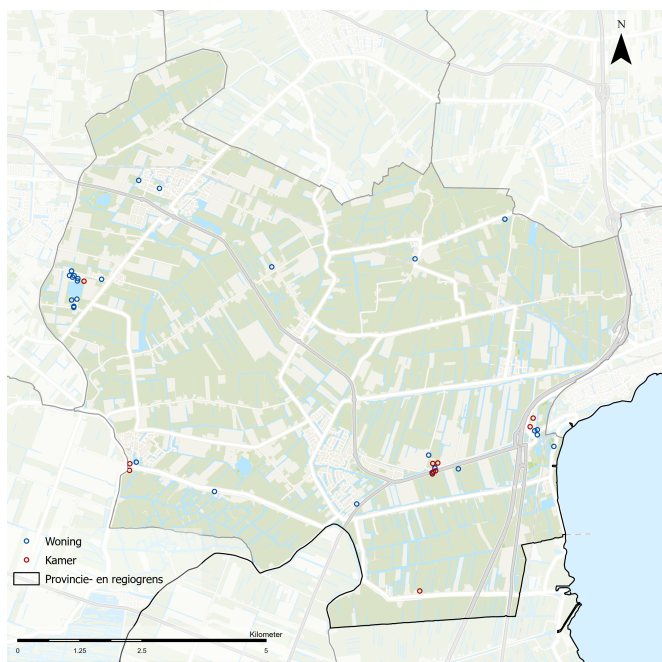 N
Woning
Kamer
Provincie- en regiogrens
Kilometer
0 1.25 2.5 5